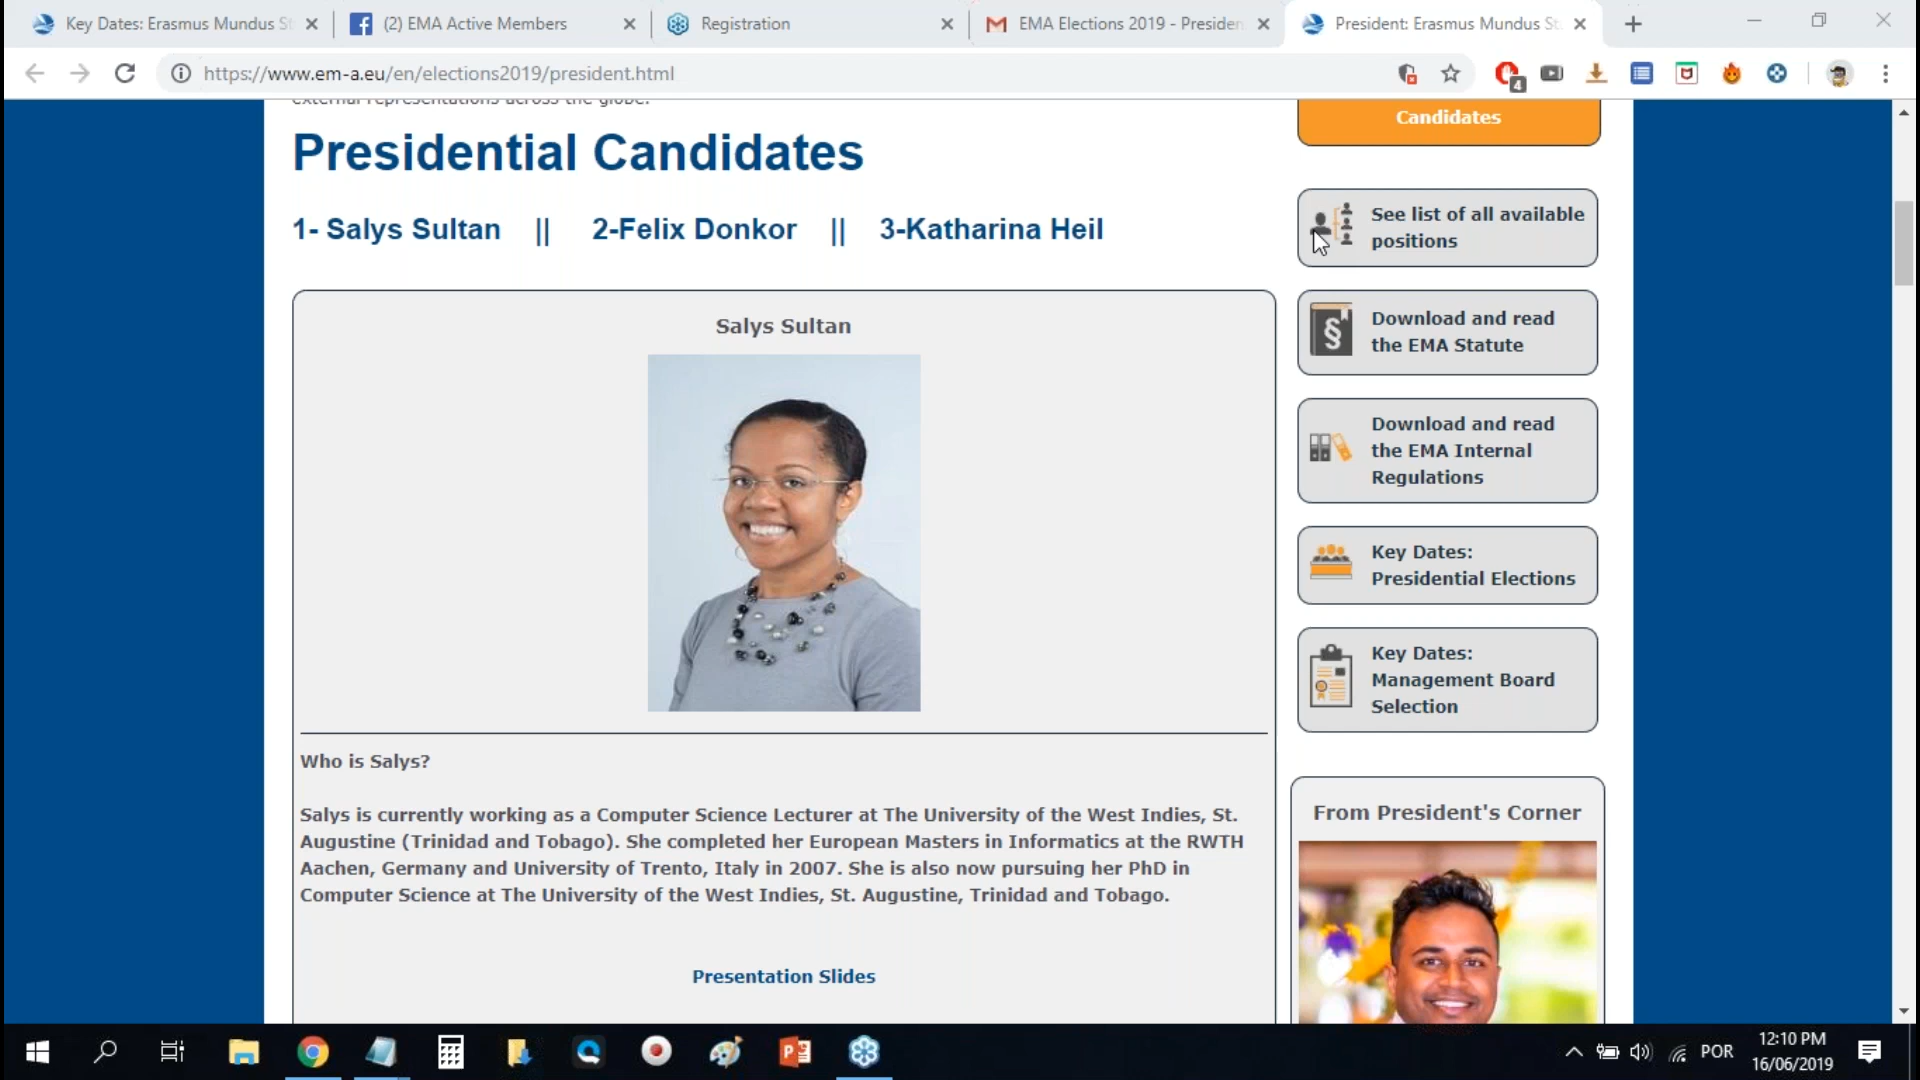 Key Dates: Erasmus Mundus St
(2) EMA Active Members
Registration
EMA Elections 2019 - Presiden
President: Erasmus Mundus St
https://www.em-a.eu/en/elections2019/president.html
4
external representations across the globe.
Presidential Candidates
1- Salys Sultan || 2-Felix Donkor || 3-Katharina Heil
Salys Sultan
Who is Salys?
Salys is currently working as a Computer Science Lecturer at The University of the West Indies, St.
Augustine (Trinidad and Tobago). She completed her European Masters in Informatics at the RWTH
Aachen, Germany and University of Trento, Italy in 2007. She is also now pursuing her PhD in
Computer Science at The University of the West Indies, St. Augustine, Trinidad and Tobago.
Presentation Slides
Candidates
See list of all available
positions
§
Download and read
the EMA Statute
Download and read
the EMA Internal
Regulations
Key Dates:
Presidential Elections
Key Dates:
Management Board
Selection
From President's Corner
POR
12:10 PM
16/06/2019